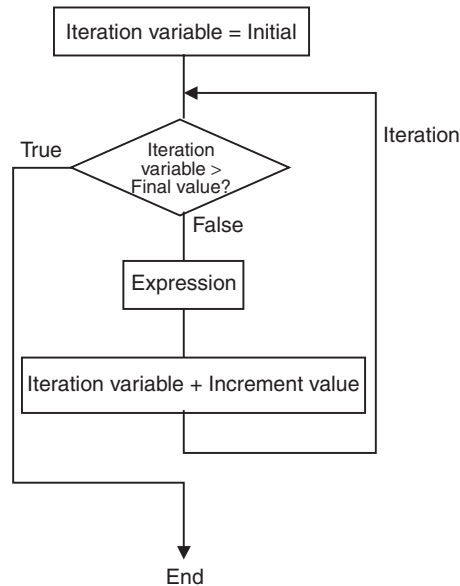 Iteration variable = Initial
True
Iteration
variable >
Final value?
Iteration
False
Expression
Iteration variable + Increment value
End